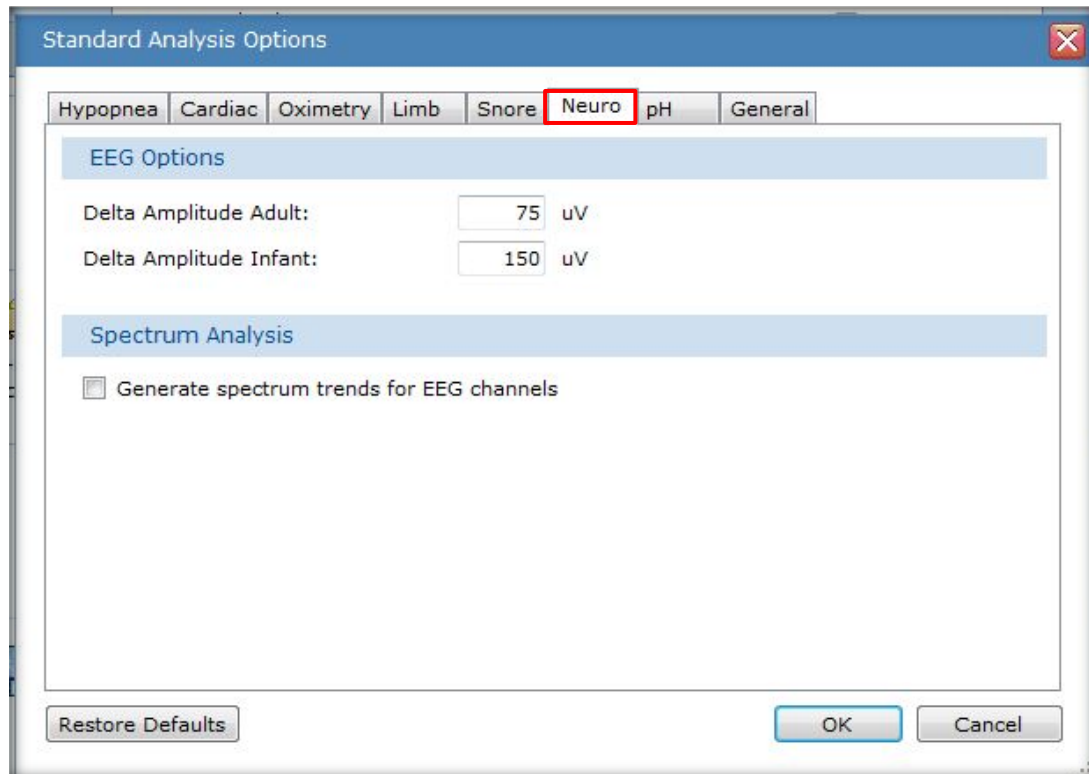 Standard Analysis Options
Hypopnea Cardiac Oximetry Limb Snore Neuro pH General
EEG Options
Delta Amplitude Adult: 75 uV
Delta Amplitude Infant: 150 uV
Spectrum Analysis
Generate spectrum trends for EEG channels
Restore Defaults OK Cancel